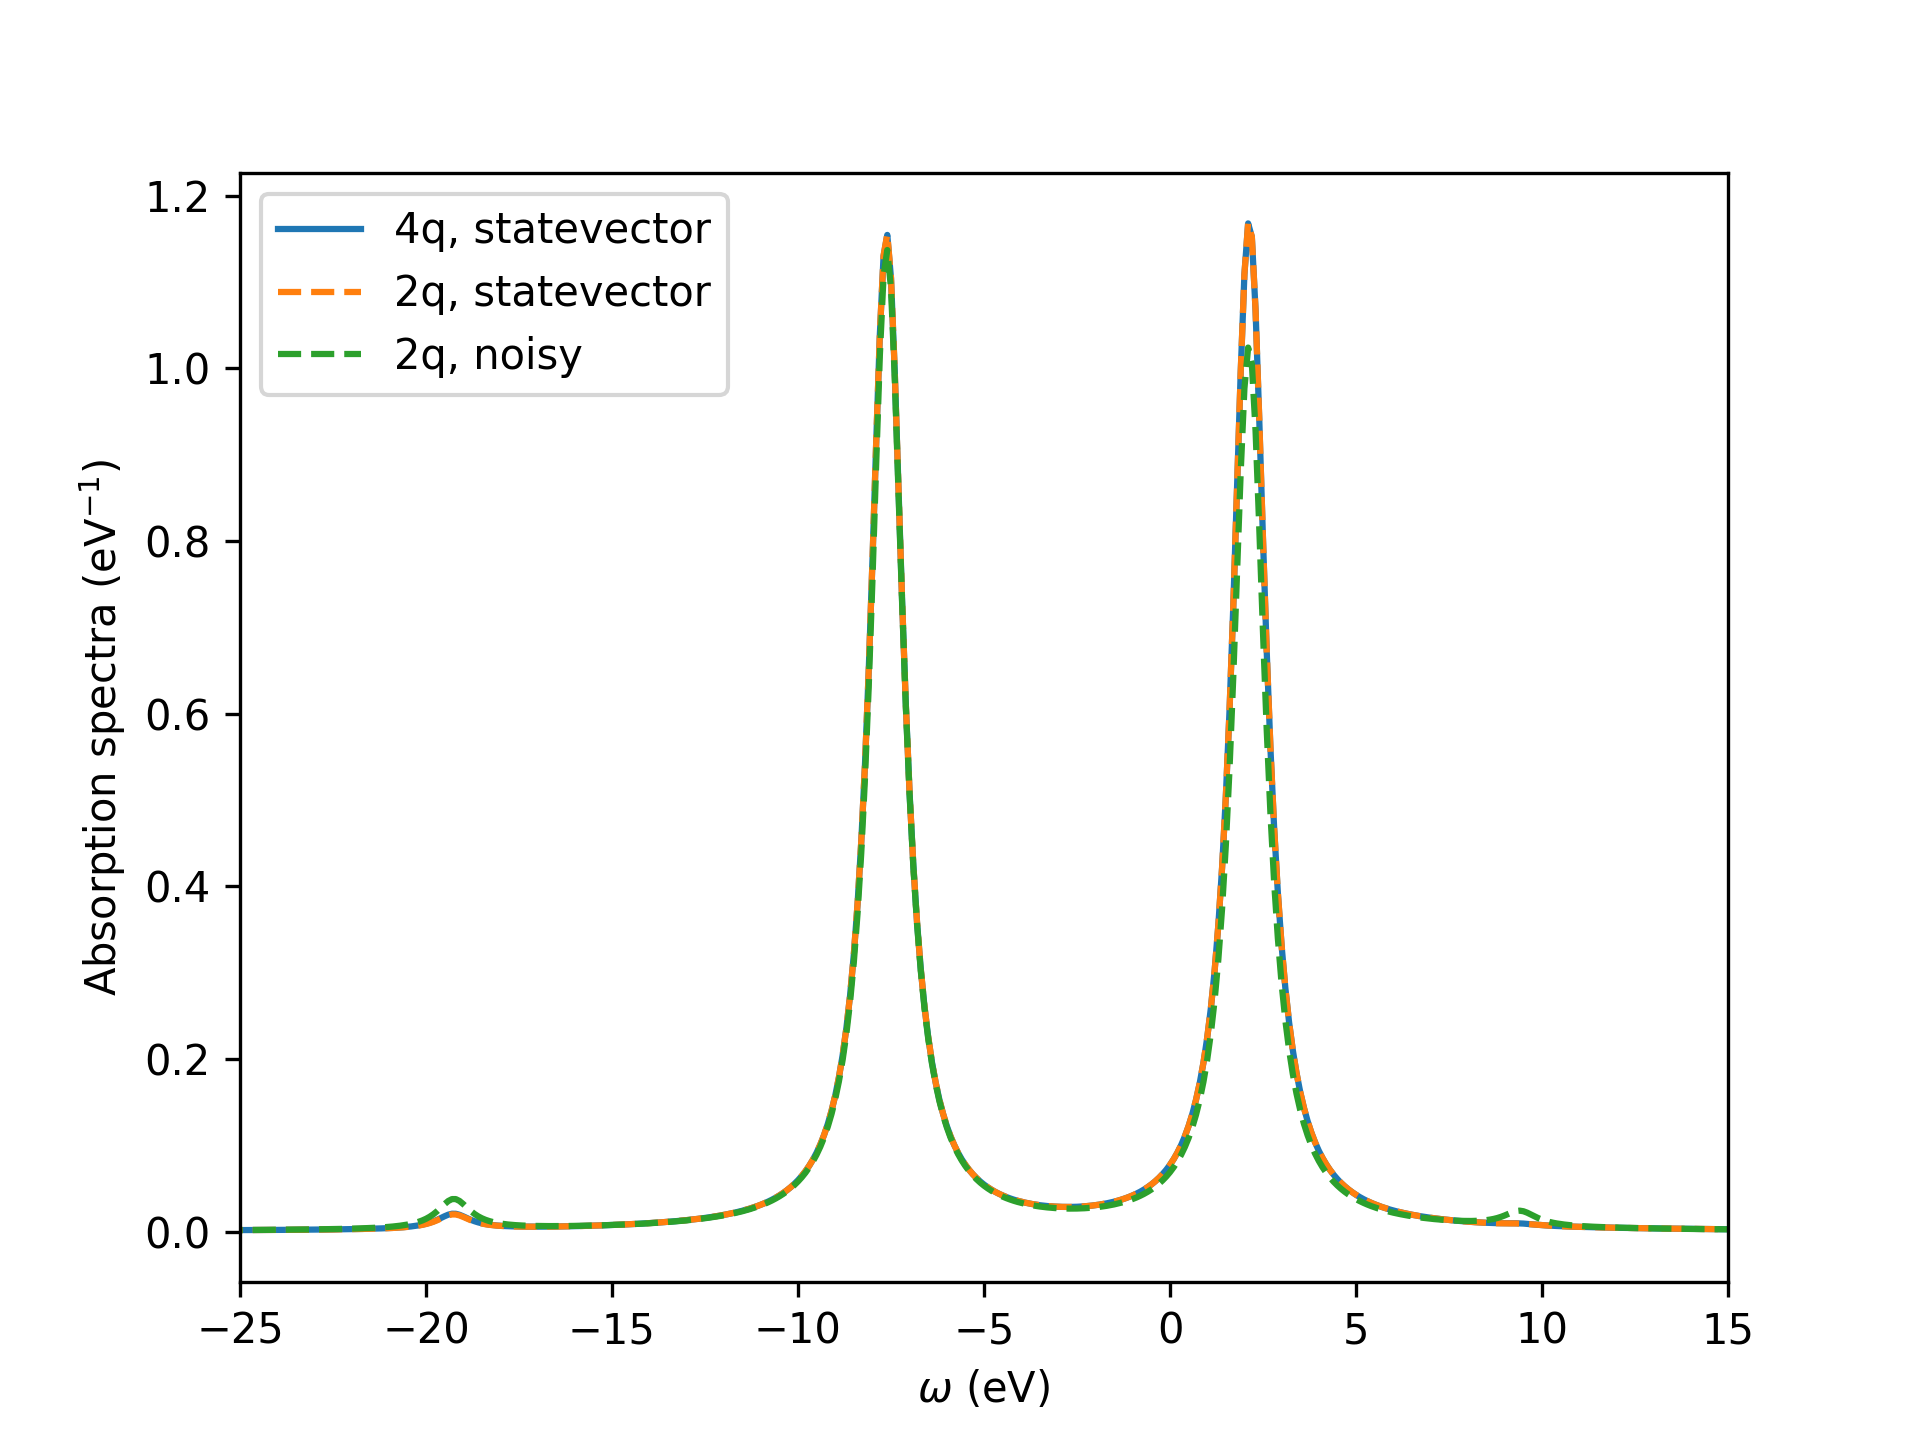 4q, statevector
2q, statevector
2q, noisy
1.2
1.0
0.8
0.6
0.4
0.2
0.0
Absorption spectra (eV⁻¹)
−25 −20 −15 −10 −5 0 5 10 15
ω (eV)